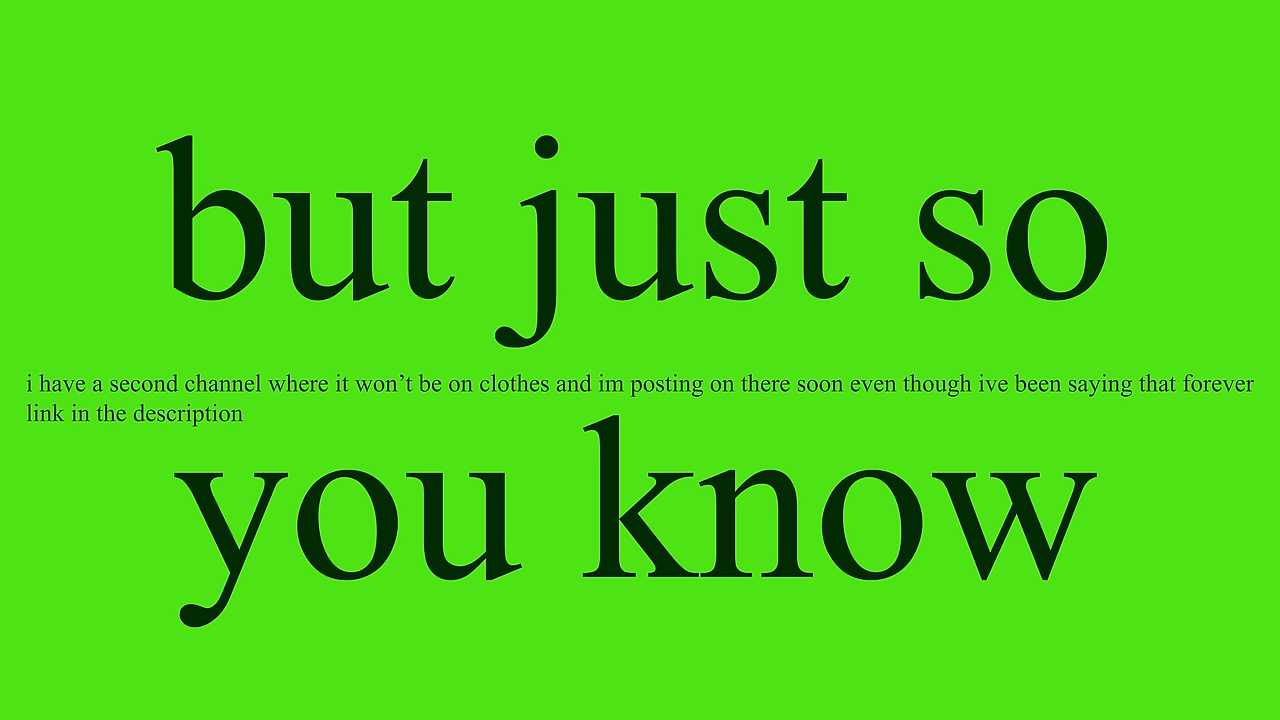 but just so
i have a second channel where it won’t be on clothes and im posting on there soon even though ive been saying that forever
link in the description
you know